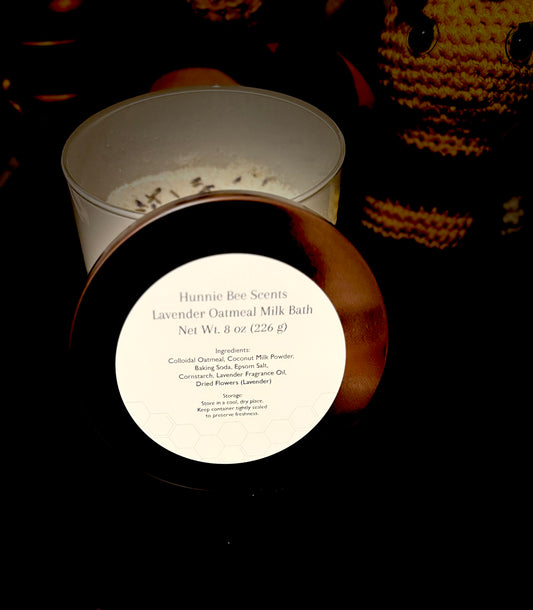 Hunnie Bee Scents
Lavender Oatmeal Milk Bath
Net Wt. 8 oz (226 g)
Ingredients:
Colloidal Oatmeal, Coconut Milk Powder,
Baking Soda, Epsom Salt,
Cornstarch, Lavender Fragrance Oil,
Dried Flowers (Lavender)
Storage:
Store in a cool, dry place.
Keep container tightly sealed
to preserve freshness.